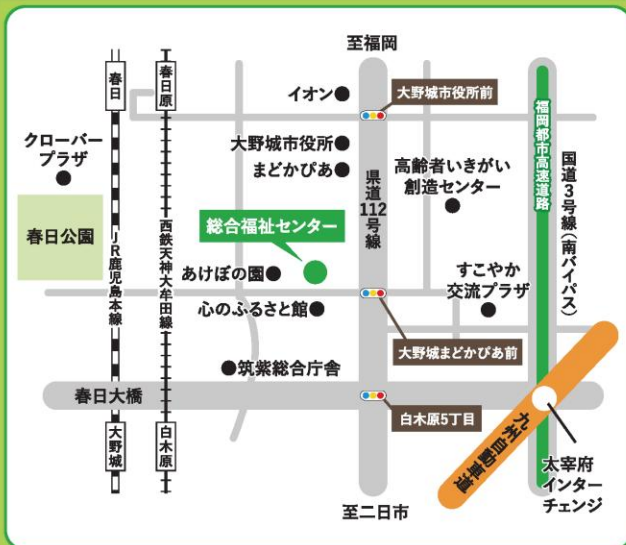 至福岡
春日
春日原
イオン
大野城市役所前
クローバー
プラザ
大野城市役所
まどかぴあ
県道
112
号線
高齢者いきがい
創造センター
福岡都市高速道路
国道3号線(南バイパス)
春日公園
JR鹿児島本線
西鉄天神大牟田線
総合福祉センター
あけぼの園
すこやか
交流プラザ
心のふるさと館
大野城まどかぴあ前
筑紫総合庁舎
春日大橋
白木原5丁目
九州自動車道
大野城
白木原
太宰府
インター
チェンジ
至二日市